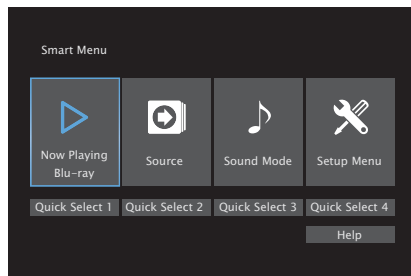 Smart Menu
Now Playing
Blu-ray
Source
Sound Mode
Setup Menu
Quick Select 1
Quick Select 2
Quick Select 3
Quick Select 4
Help